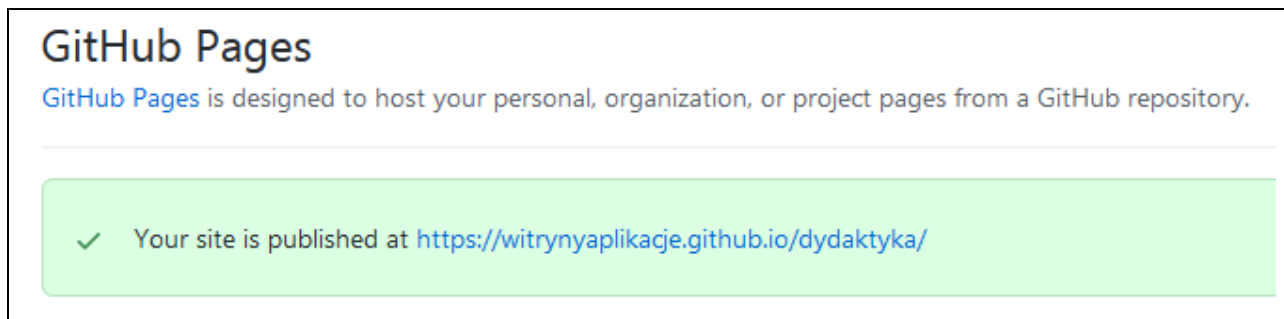 GitHub Pages
GitHub Pages is designed to host your personal, organization, or project pages from a GitHub repository.
Your site is published at https://witrynyaplikacje.github.io/dydaktyka/